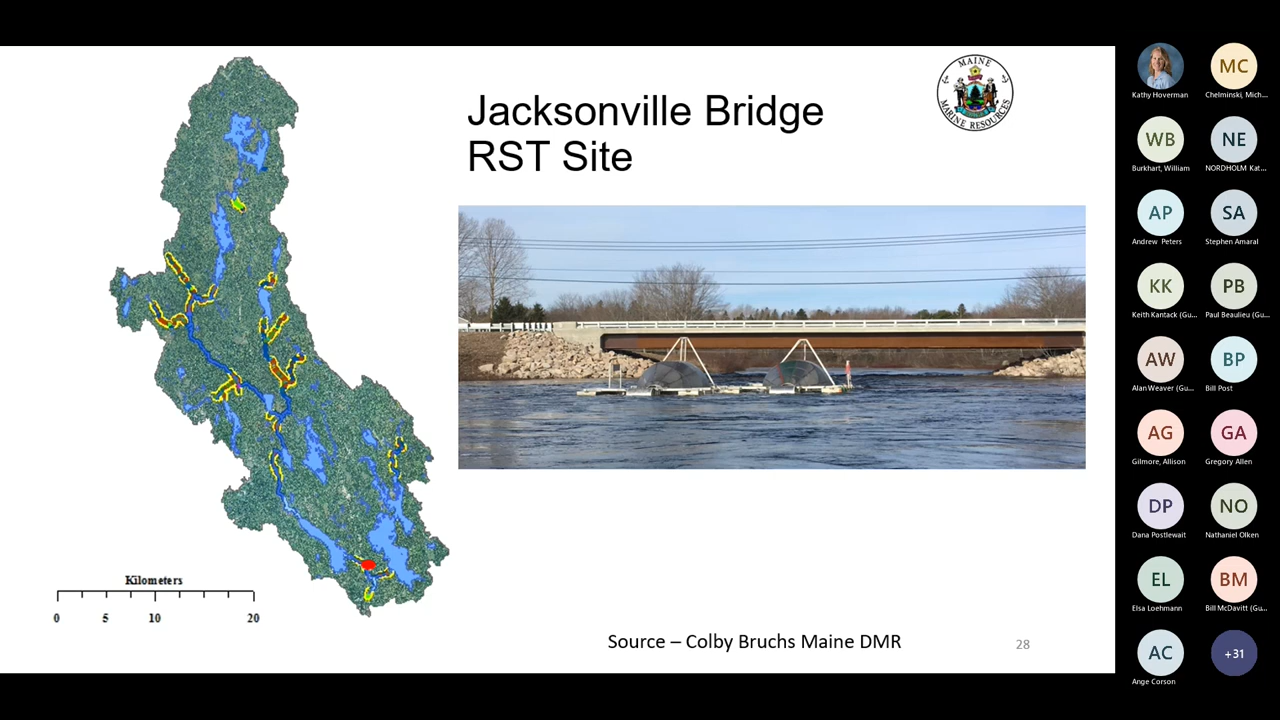 Jacksonville Bridge
RST Site
MAINE
MARINE RESOURCES
Kilometers
0 5 10 20
Source – Colby Bruchs Maine DMR
28
Kathy Hoverman
MC
Chelminski, Mich...
WB
Burkhart, William
NE
NORDHOLM Kat...
AP
Andrew Peters
SA
Stephen Amaral
KK
Keith Kantack (Gu...
PB
Paul Beaulieu (Gu...
AW
Alan Weaver (Gu...
BP
Bill Post
AG
Gilmore, Allison
GA
Gregory Allen
DP
Dana Postlewait
NO
Nathaniel Olken
EL
Elsa Loehmann
BM
Bill McDavitt (Gu...
AC
Ange Corson
+31